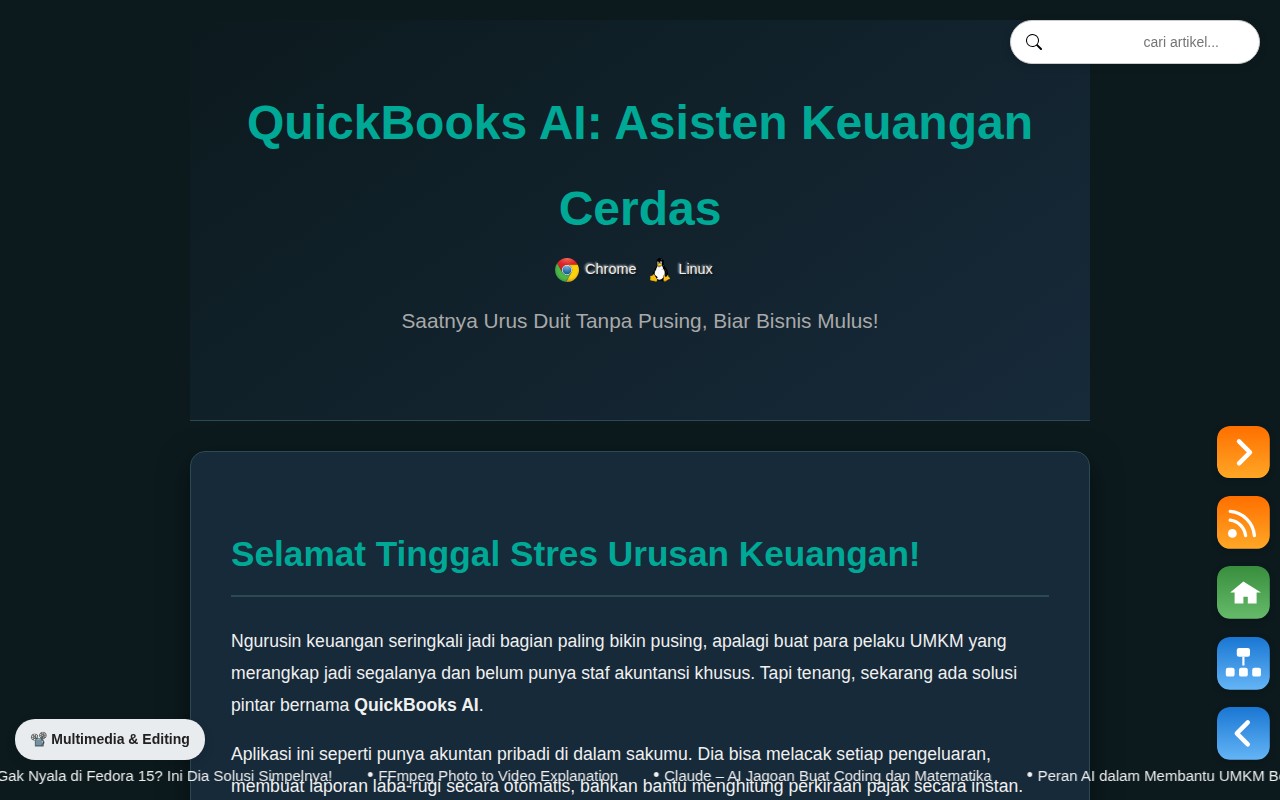 cari artikel...
QuickBooks AI: Asisten Keuangan
Cerdas
Chrome Linux
Saatnya Urus Duit Tanpa Pusing, Biar Bisnis Mulus!
Selamat Tinggal Stres Urusan Keuangan!
Ngurusin keuangan seringkali jadi bagian paling bikin pusing, apalagi buat para pelaku UMKM yang
merangkap jadi segalanya dan belum punya staf akuntansi khusus. Tapi tenang, sekarang ada solusi
pintar bernama QuickBooks AI.
Multimedia & Editing
Aplikasi ini seperti punya akuntan pribadi di dalam sakumu. Dia bisa melacak setiap pengeluaran,
Gak Nyala di Fedora 15? Ini Dia Solusi Simpelnya! • FFmpeg Photo to Video Explanation • Claude – AI Jagoan Buat Coding dan Matematika • Peran AI dalam Membantu UMKM
membuat laporan laba-rugi secara otomatis, bahkan bantu menghitung perkiraan pajak secara instan.